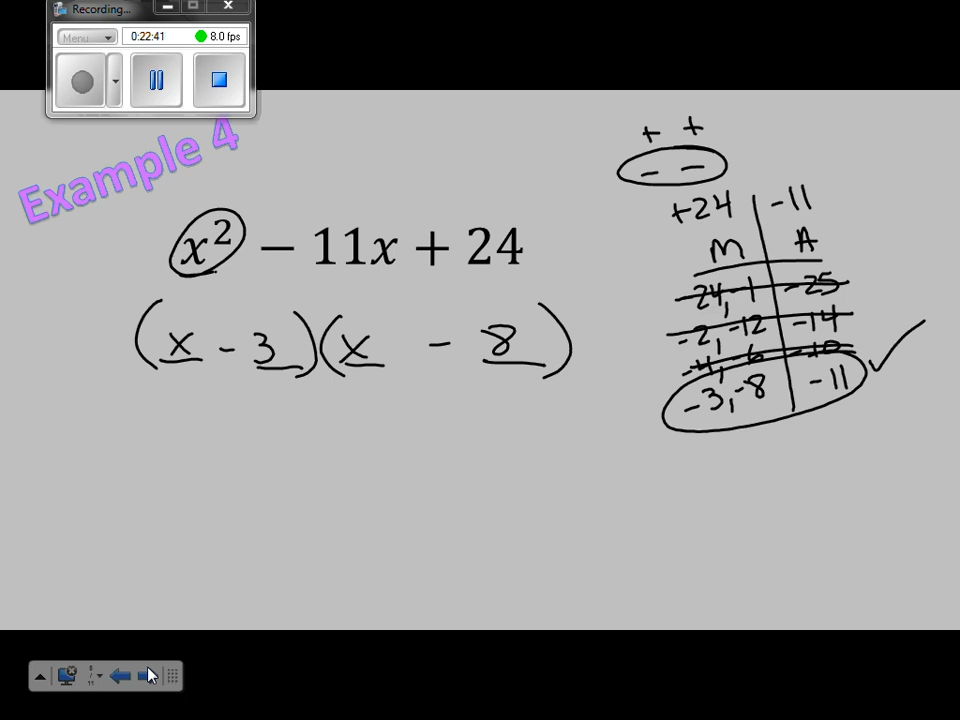 Recording...
Menu
0:22:41
8.0 fps
Example 4
+ +
- -
+24 | -11
M A
x² − 11x + 24
24, -1 -25
-2, -12 -14
(x - 3)(x - 8)
-4, -6 -10
-3, -8 -11